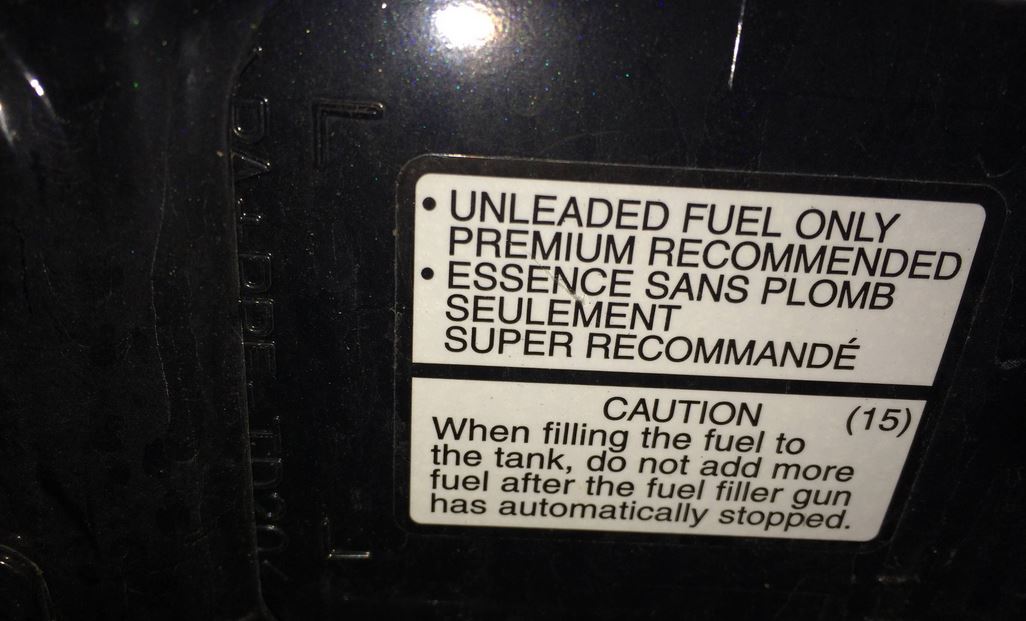 • UNLEADED FUEL ONLY
PREMIUM RECOMMENDED
• ESSENCE SANS PLOMB
SEULEMENT
SUPER RECOMMANDÉ
CAUTION (15)
When filling the fuel to
the tank, do not add more
fuel after the fuel filler gun
has automatically stopped.